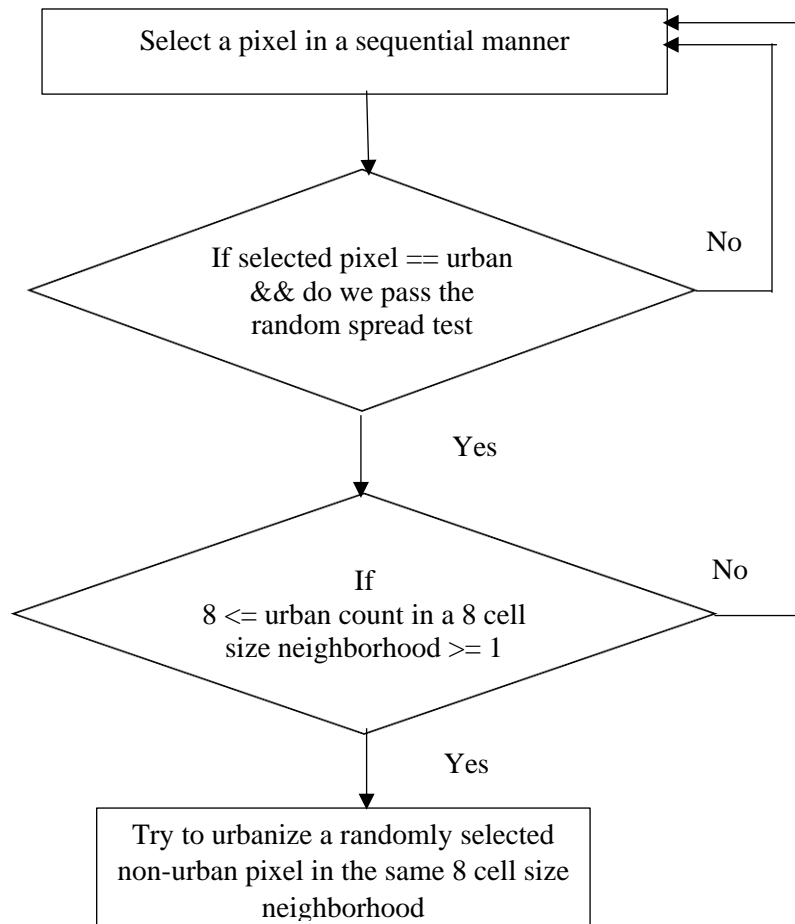 Select a pixel in a sequential manner
No
If selected pixel == urban
&& do we pass the
random spread test
Yes
No
If
8 <= urban count in a 8 cell
size neighborhood >= 1
Yes
Try to urbanize a randomly selected
non-urban pixel in the same 8 cell size
neighborhood